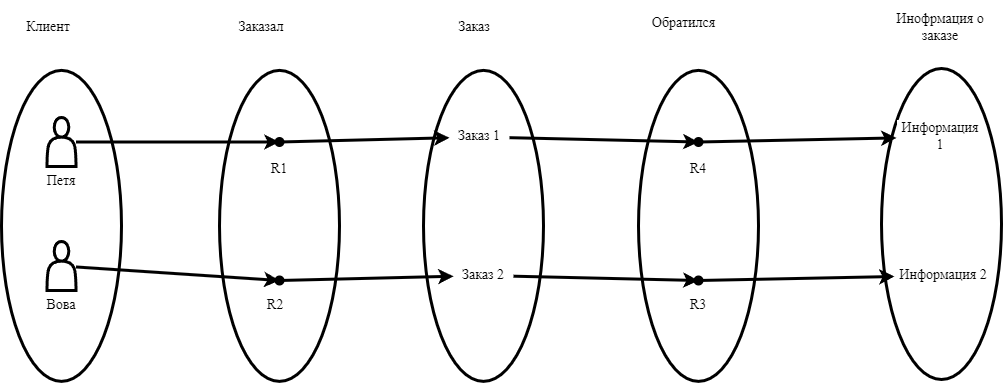 Клиент
Заказал
Заказ
Обратился
Инофрмация о
заказе
Заказ 1
Информация
1
R1
R4
Петя
Заказ 2
Информация 2
Вова
R2
R3